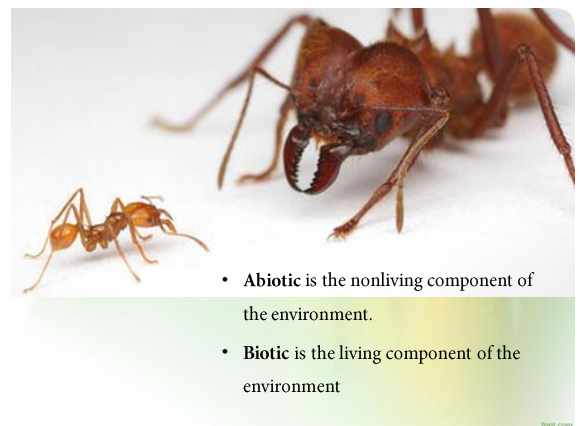 • Abiotic is the nonliving component of
the environment.
• Biotic is the living component of the
environment